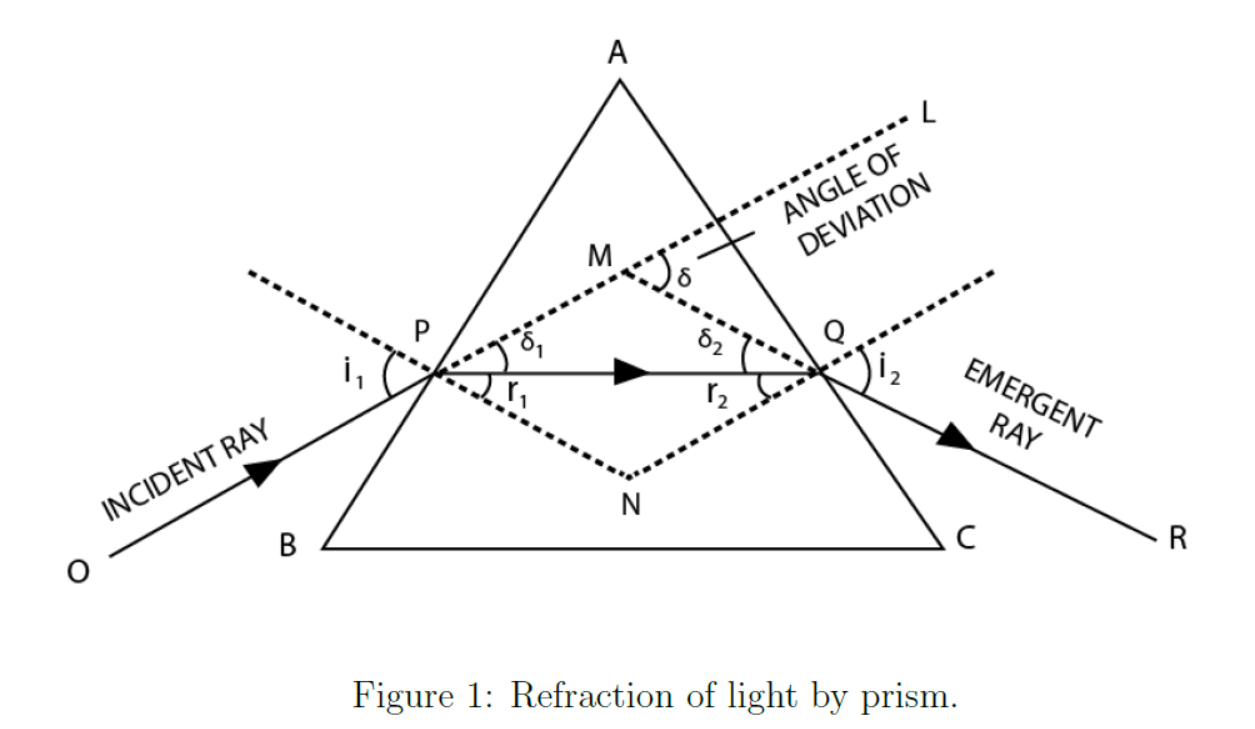 A
L
ANGLE OF
DEVIATION
M
δ
P
δ₁
δ₂
Q
i₁
r₁
r₂
i₂
EMERGENT
RAY
INCIDENT RAY
N
B
C
R
O
Figure 1: Refraction of light by prism.